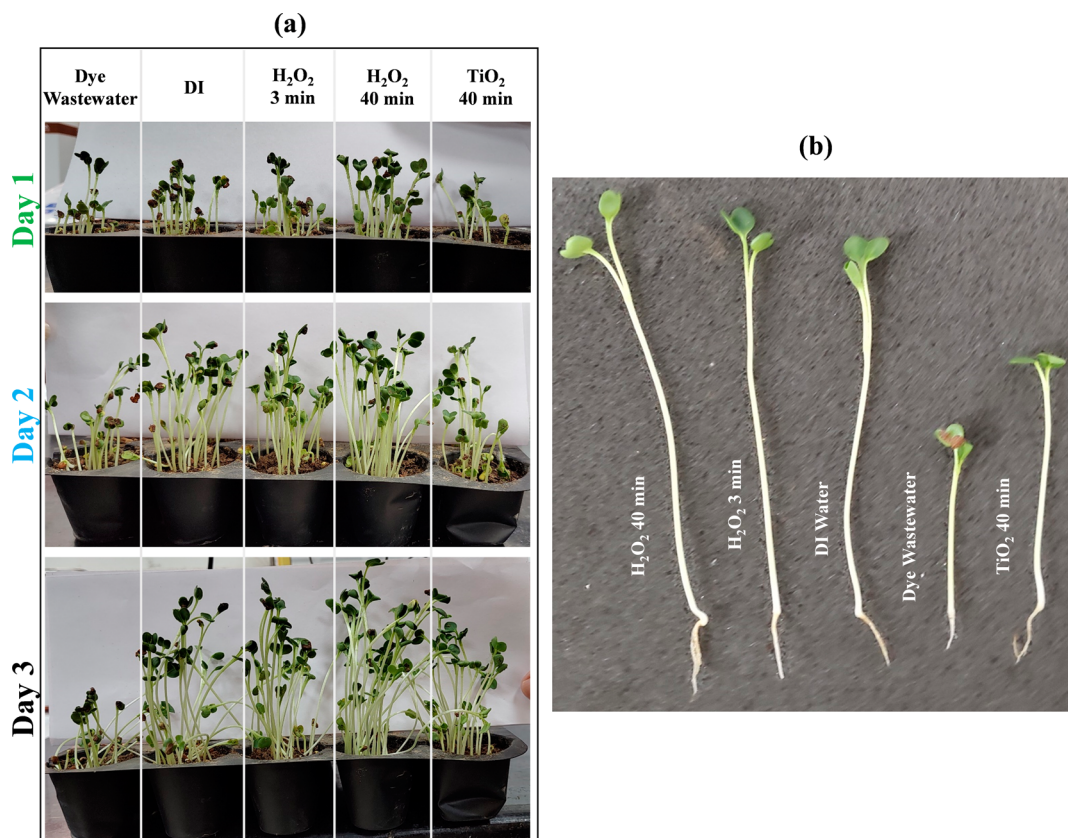 (a)
Dye
Wastewater
DI
H₂O₂
3 min
H₂O₂
40 min
TiO₂
40 min
Day 1
Day 2
Day 3
(b)
H₂O₂ 40 min
H₂O₂ 3 min
DI Water
Dye Wastewater
TiO₂ 40 min